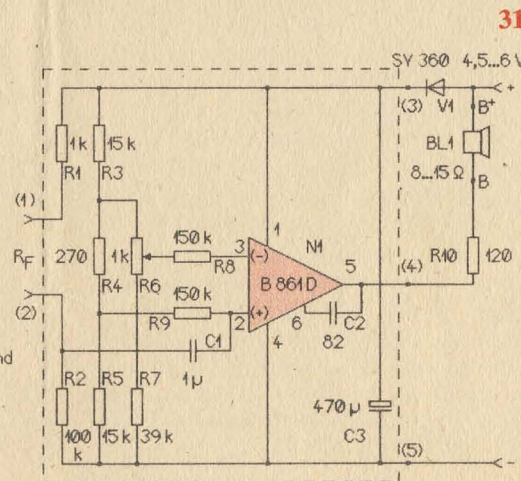 31
SY 360 4,5...6 V
+
(3) V1
B+
1k
15 k
R1
R3
BL1
8...15 Ω
B
(1)
1
N1
RF
270
1k
150 k
3 (-)
R8
B 861 D
5
(4)
R10
120
R4
R6
150 k
(2)
R9
2 (+)
6
C2
82
C1
4
1µ
nd
R2
R5
R7
100 k
15 k
39 k
470 µ
C3
(5)
-